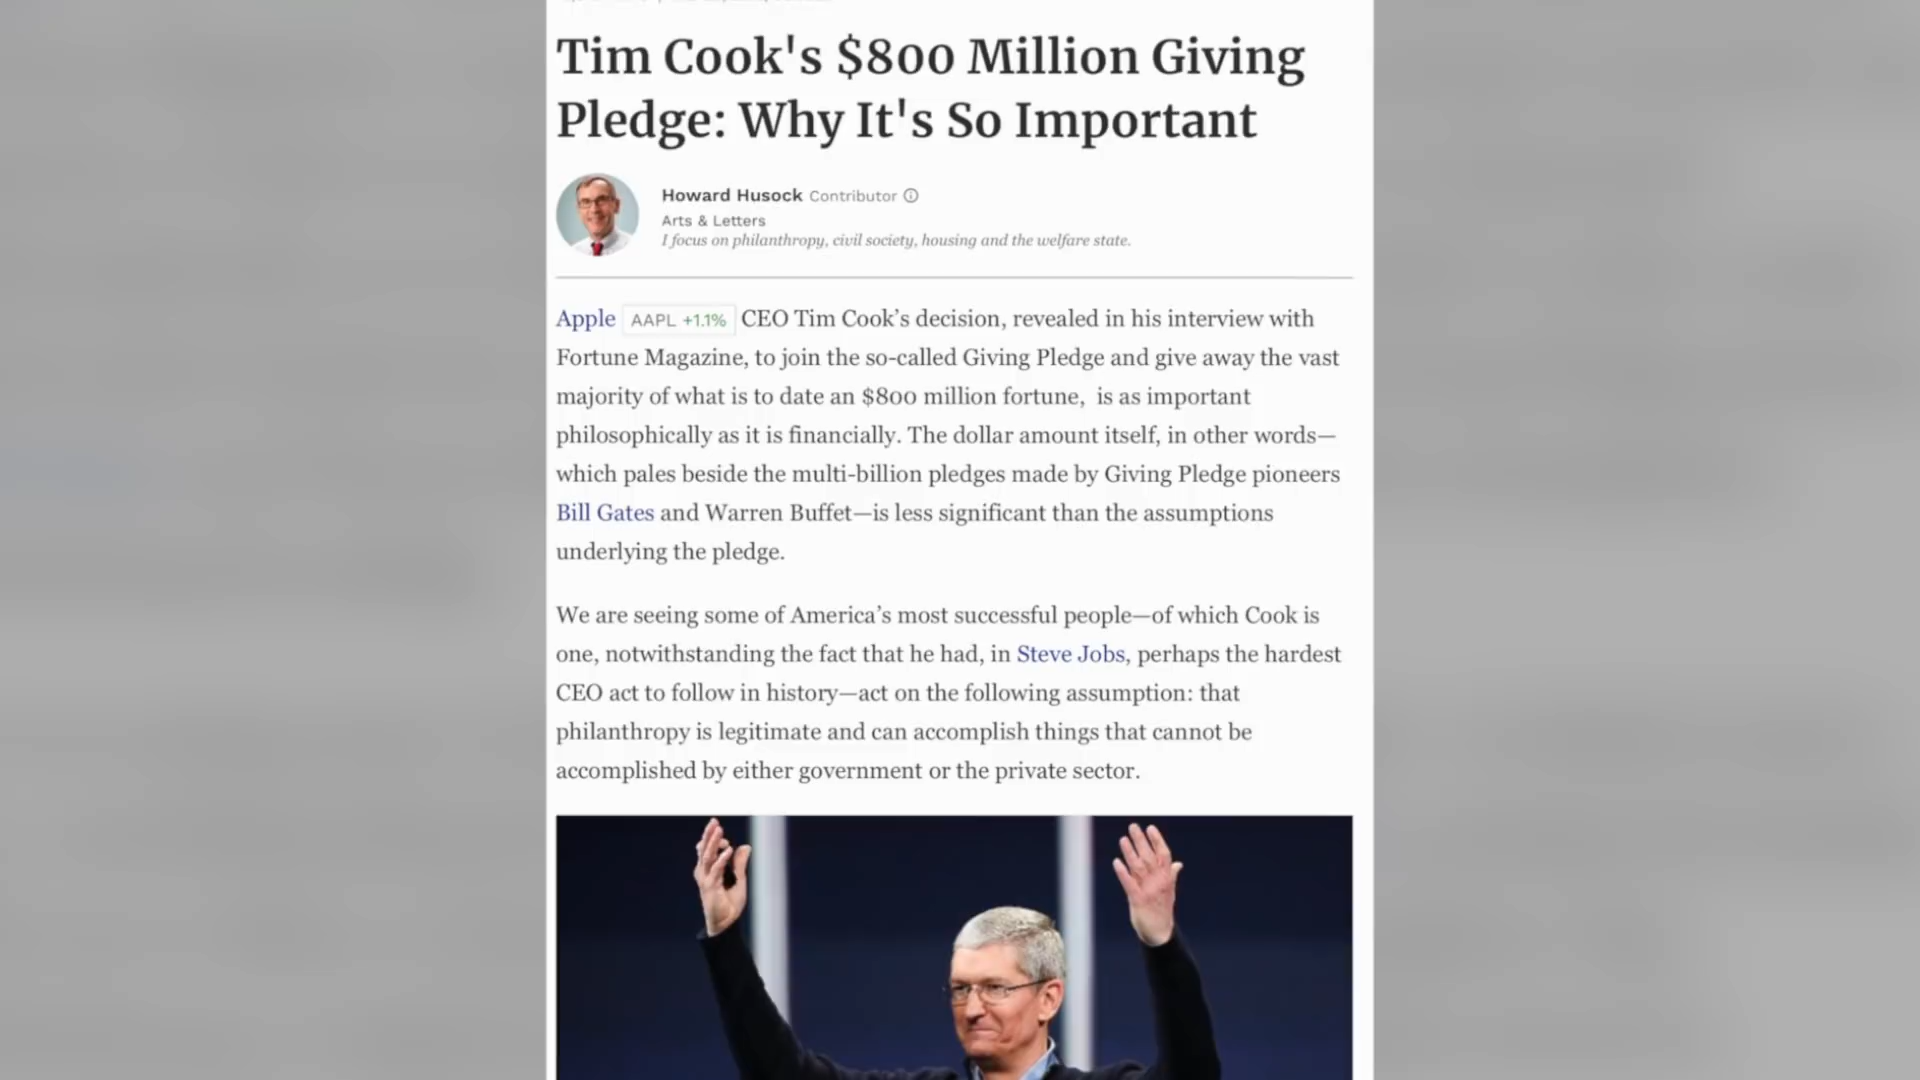 Tim Cook's $800 Million Giving
Pledge: Why It's So Important
Howard Husock Contributor
Arts & Letters
I focus on philanthropy, civil society, housing and the welfare state.
Apple AAPL +1.1% CEO Tim Cook’s decision, revealed in his interview with
Fortune Magazine, to join the so-called Giving Pledge and give away the vast
majority of what is to date an $800 million fortune,  is as important
philosophically as it is financially. The dollar amount itself, in other words—
which pales beside the multi-billion pledges made by Giving Pledge pioneers
Bill Gates and Warren Buffet—is less significant than the assumptions
underlying the pledge.
We are seeing some of America’s most successful people—of which Cook is
one, notwithstanding the fact that he had, in Steve Jobs, perhaps the hardest
CEO act to follow in history—act on the following assumption: that
philanthropy is legitimate and can accomplish things that cannot be
accomplished by either government or the private sector.